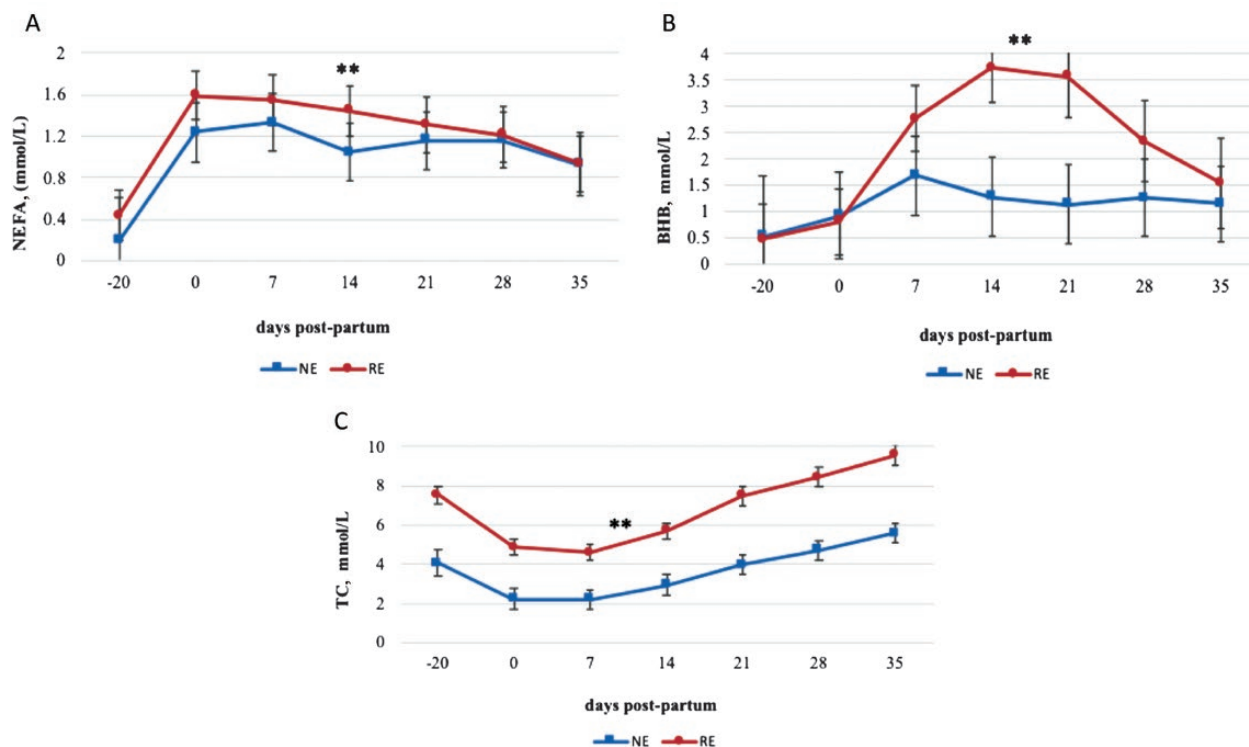 A
NEFA, (mmol/L)
2
1.6
1.2
0.8
0.4
0
**
-20 0 7 14 21 28 35
days post-partum
NE RE
B
BHB, mmol/L
4
3.5
3
2.5
2
1.5
1
0.5
0
**
-20 0 7 14 21 28 35
days post-partum
NE RE
C
TC, mmol/L
10
8
6
4
2
0
**
-20 0 7 14 21 28 35
days post-partum
NE RE